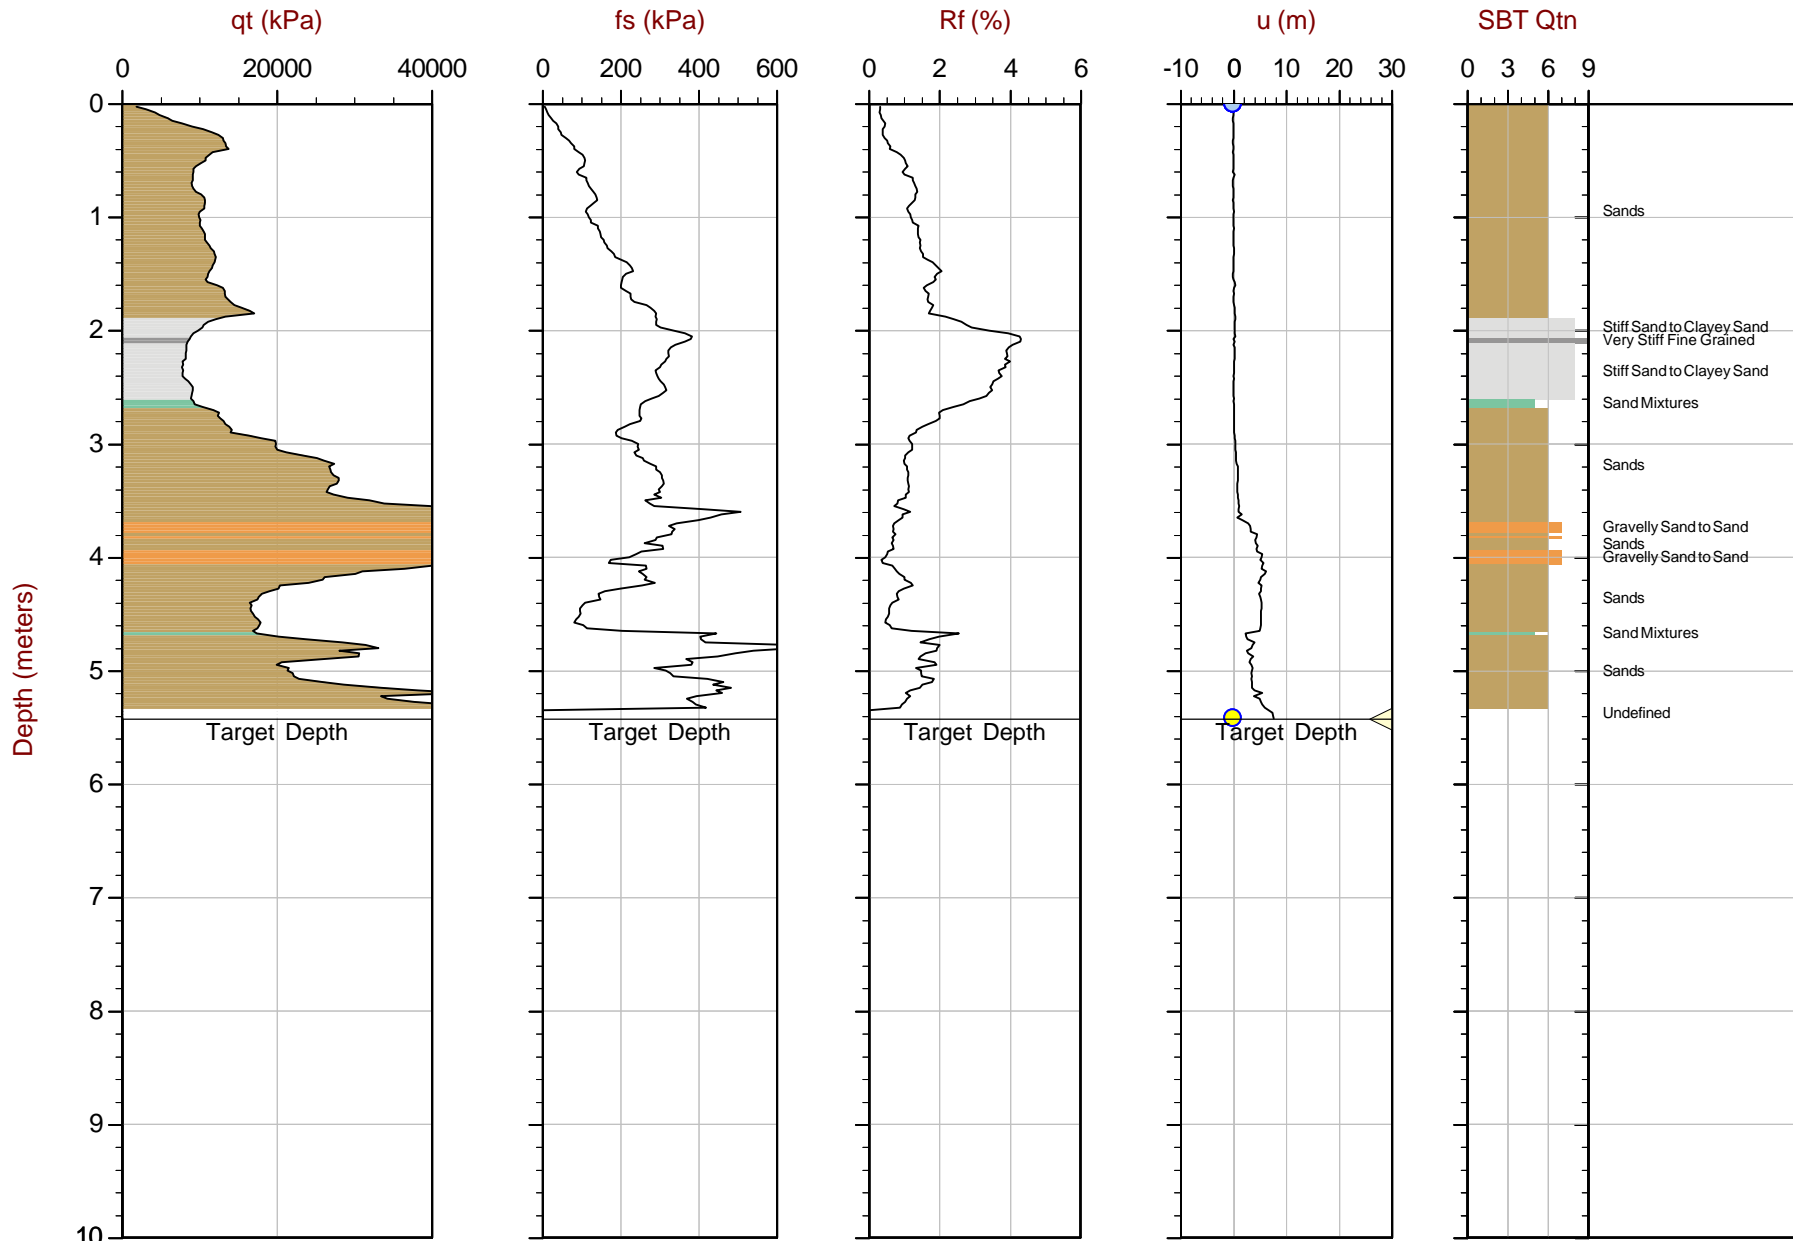 qt (kPa)
fs (kPa)
Rf (%)
u (m)
SBT Qtn
0 20000 40000
0 200 400 600
0 2 4 6
-10 0 10 20 30
0 3 6 9
0
1
2
3
4
5
6
7
8
9
10
Depth (meters)
Sands
Stiff Sand to Clayey Sand
Very Stiff Fine Grained
Stiff Sand to Clayey Sand
Sand Mixtures
Sands
Gravelly Sand to Sand
Sands
Gravelly Sand to Sand
Sands
Sand Mixtures
Sands
Undefined
Target Depth
Target Depth
Target Depth
Target Depth